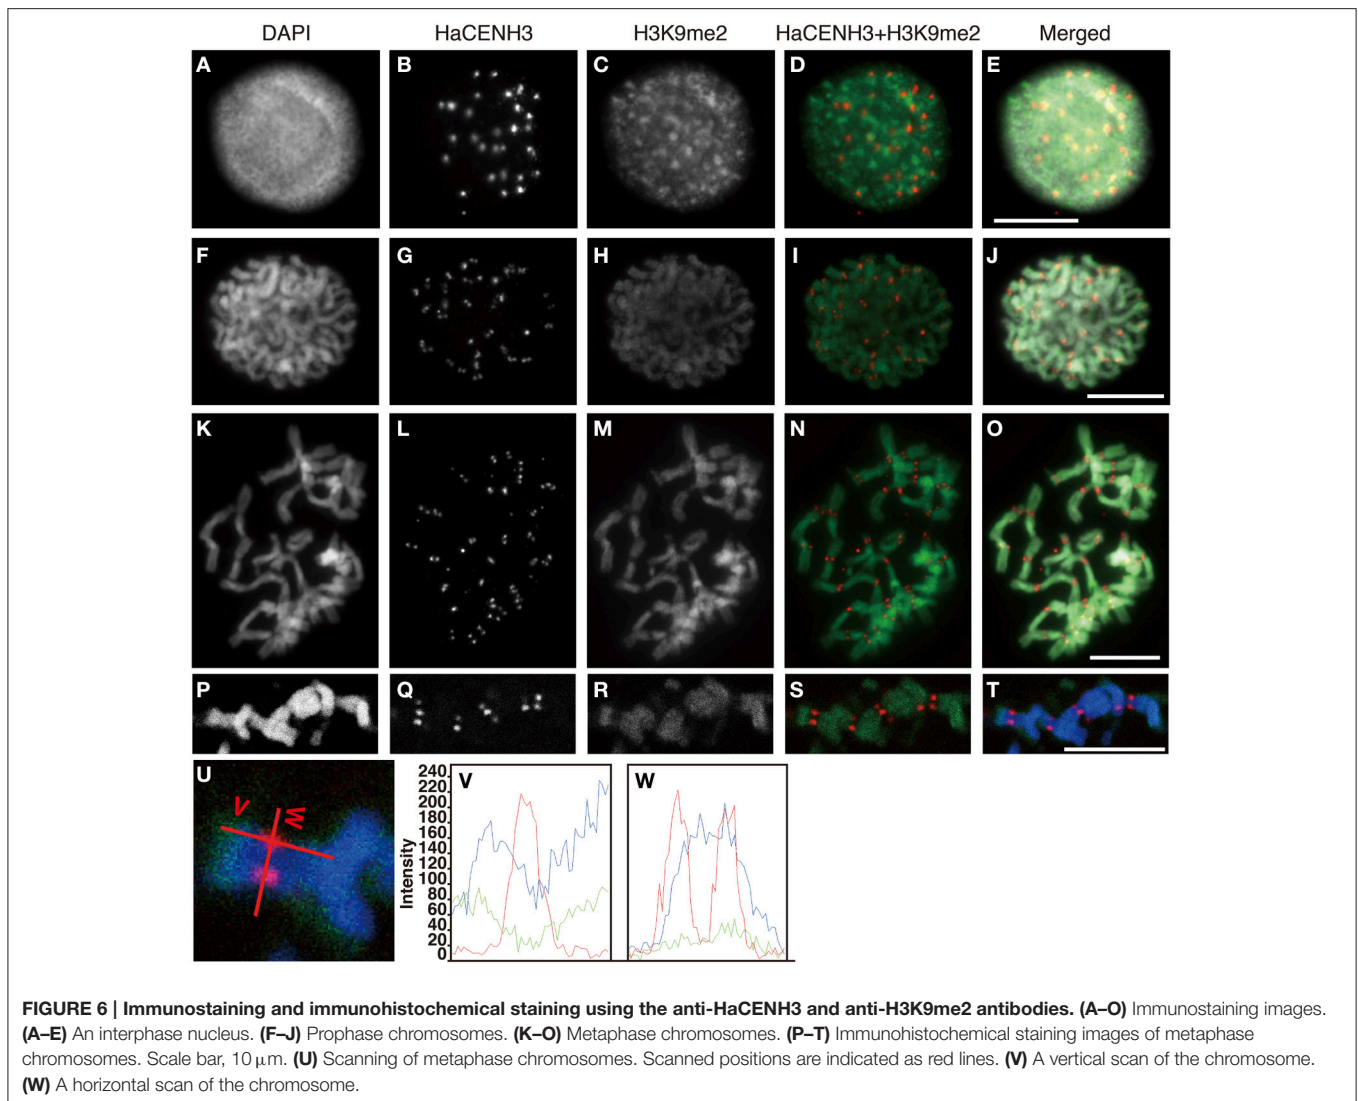 DAPI HaCENH3 H3K9me2 HaCENH3+H3K9me2 Merged
A B C D E
F G H I J
K L M N O
P Q R S T
U V W
V W
240
220
200
180
160
140
120
100
80
60
40
20
0
Intensity
FIGURE 6 | Immunostaining and immunohistochemical staining using the anti-HaCENH3 and anti-H3K9me2 antibodies. (A–O) Immunostaining images.
(A–E) An interphase nucleus. (F–J) Prophase chromosomes. (K–O) Metaphase chromosomes. (P–T) Immunohistochemical staining images of metaphase
chromosomes. Scale bar, 10 μm. (U) Scanning of metaphase chromosomes. Scanned positions are indicated as red lines. (V) A vertical scan of the chromosome.
(W) A horizontal scan of the chromosome.